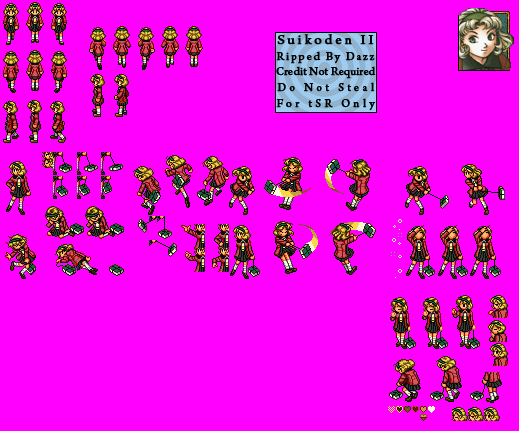 Suikoden II
Ripped By Dazz
Credit Not Required
Do Not Steal
For tSR Only